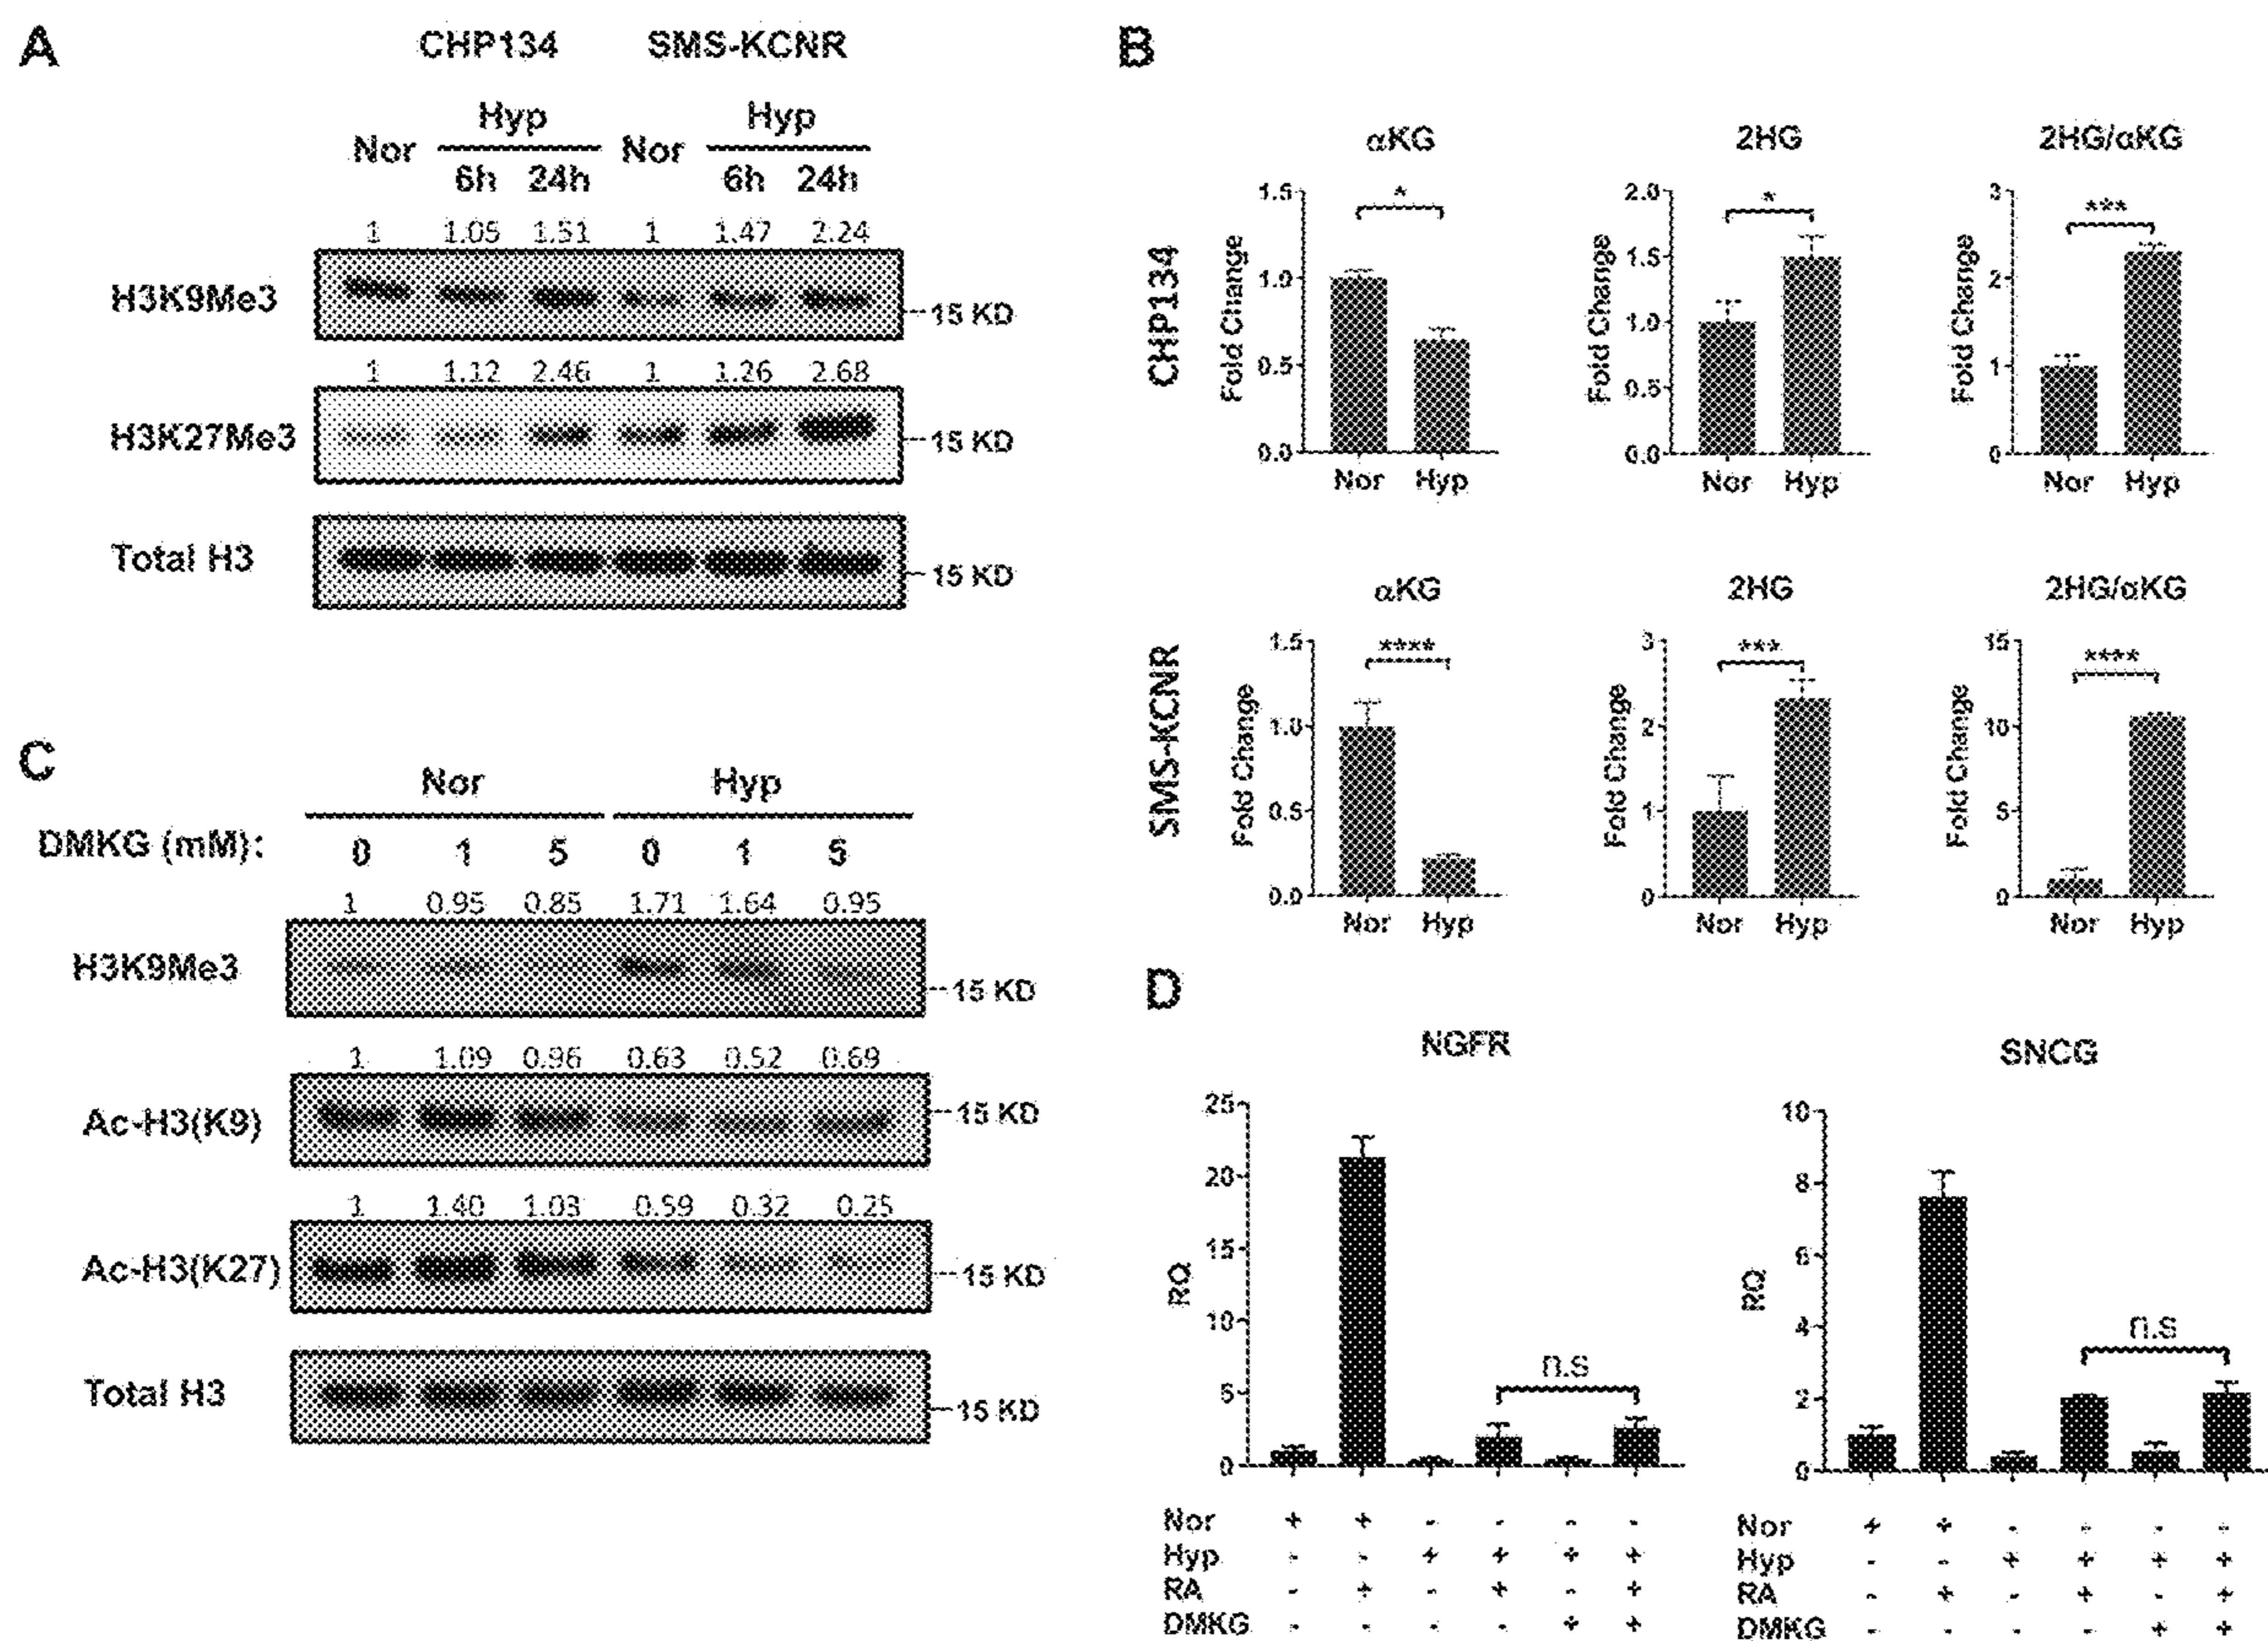 A
CHP134 SMS-KCNR
Nor Hyp Nor Hyp
6h 24h 6h 24h
1 1.05 1.51 1 1.47 2.24
H3K9Me3 15 KD
1 1.12 2.46 1 1.26 2.68
H3K27Me3 15 KD
Total H3 15 KD
B
CHP134
αKG
Fold Change
1.5
1.0
0.5
0.0
*
Nor Hyp
2HG
Fold Change
2.0
1.5
1.0
0.5
0.0
*
Nor Hyp
2HG/αKG
Fold Change
3
2
1
0
***
Nor Hyp
SMS-KCNR
αKG
Fold Change
1.5
1.0
0.5
0.0
****
Nor Hyp
2HG
Fold Change
3
2
1
0
***
Nor Hyp
2HG/αKG
Fold Change
15
10
5
0
****
Nor Hyp
C
Nor Hyp
DMKG (mM): 0 1 5 0 1 5
1 0.95 0.85 1.71 1.64 0.95
H3K9Me3 15 KD
1 1.09 0.96 0.63 0.52 0.69
Ac-H3(K9) 15 KD
1 1.40 1.03 0.59 0.32 0.25
Ac-H3(K27) 15 KD
Total H3 15 KD
D
NGFR
RQ
25
20
15
10
5
0
n.s
Nor + + - - - -
Hyp - - + + + +
RA - + - + - +
DMKG - - - - + +
SNCG
RQ
10
8
6
4
2
0
n.s
Nor + + - - - -
Hyp - - + + + +
RA - + - + - +
DMKG - - - - + +